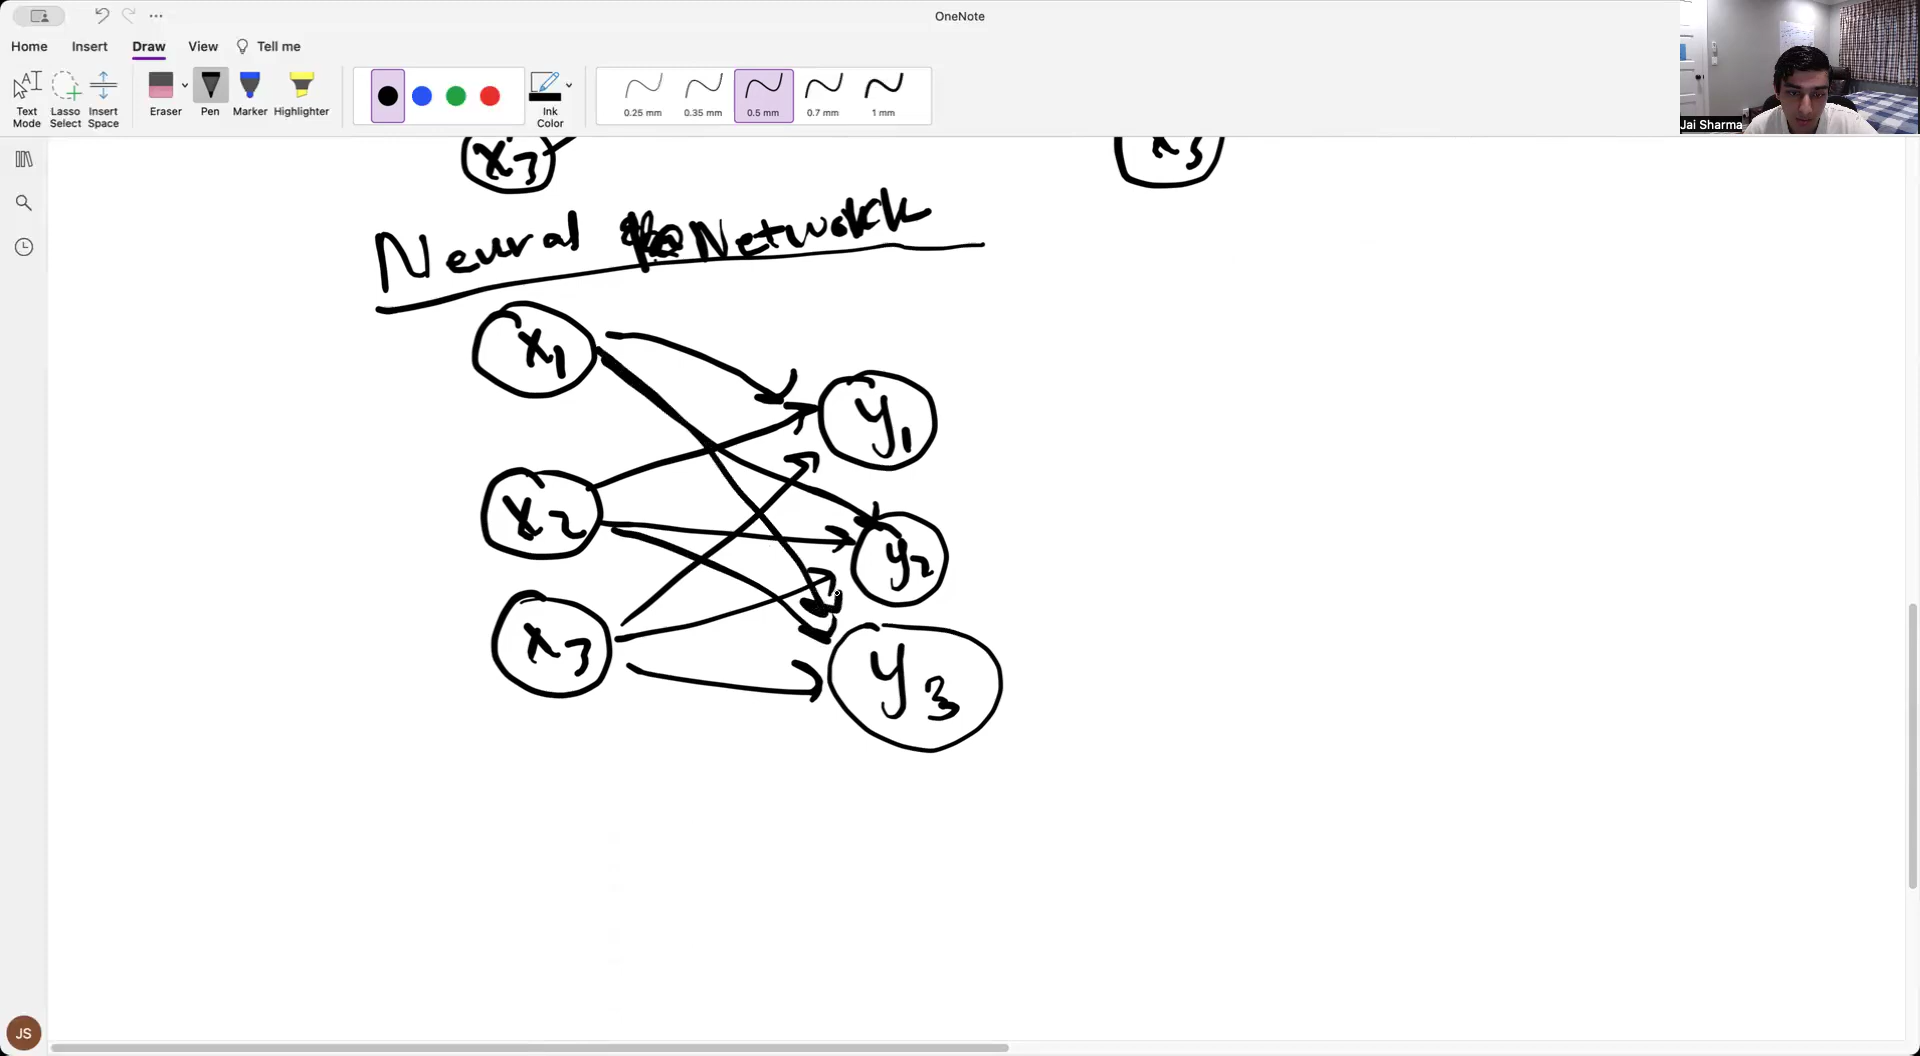 OneNote
Home Insert Draw View Tell me
Text Mode Lasso Select Insert Space Eraser Pen Marker Highlighter Ink Color 0.25 mm 0.35 mm 0.5 mm 0.7 mm 1 mm
Jai Sharma
x3
Neural Network
x1
y1
x2
y2
x3
y3
JS